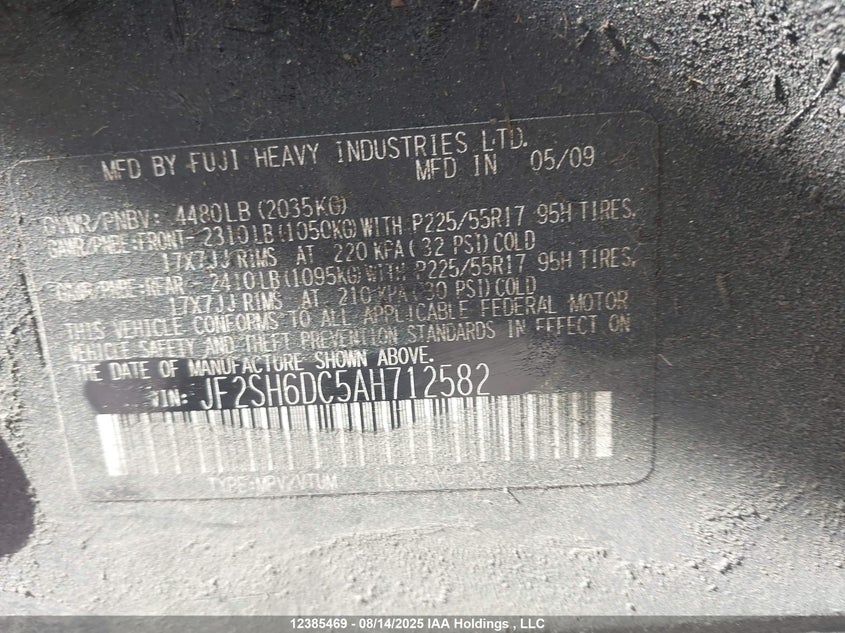 MFD BY FUJI HEAVY INDUSTRIES LTD.
MFD IN 05/09
GVWR/PNBV: 4480LB (2035KG)
GAWR/PNBE:FRONT- 2310LB (1050KG) WITH P225/55R17 95H TIRES.
17X7JJ RIMS AT 220 KPA (32 PSI) COLD
GAWR/PNBE:REAR - 2410LB (1095KG) WITH P225/55R17 95H TIRES.
17X7JJ RIMS AT 210 KPA (30 PSI) COLD
THIS VEHICLE CONFORMS TO ALL APPLICABLE FEDERAL MOTOR
VEHICLE SAFETY AND THEFT PREVENTION STANDARDS IN EFFECT ON
THE DATE OF MANUFACTURE SHOWN ABOVE.
VIN: JF2SH6DC5AH712582
TYPE:MPV/VTUM
12385469 - 08/14/2025 IAA Holdings , LLC